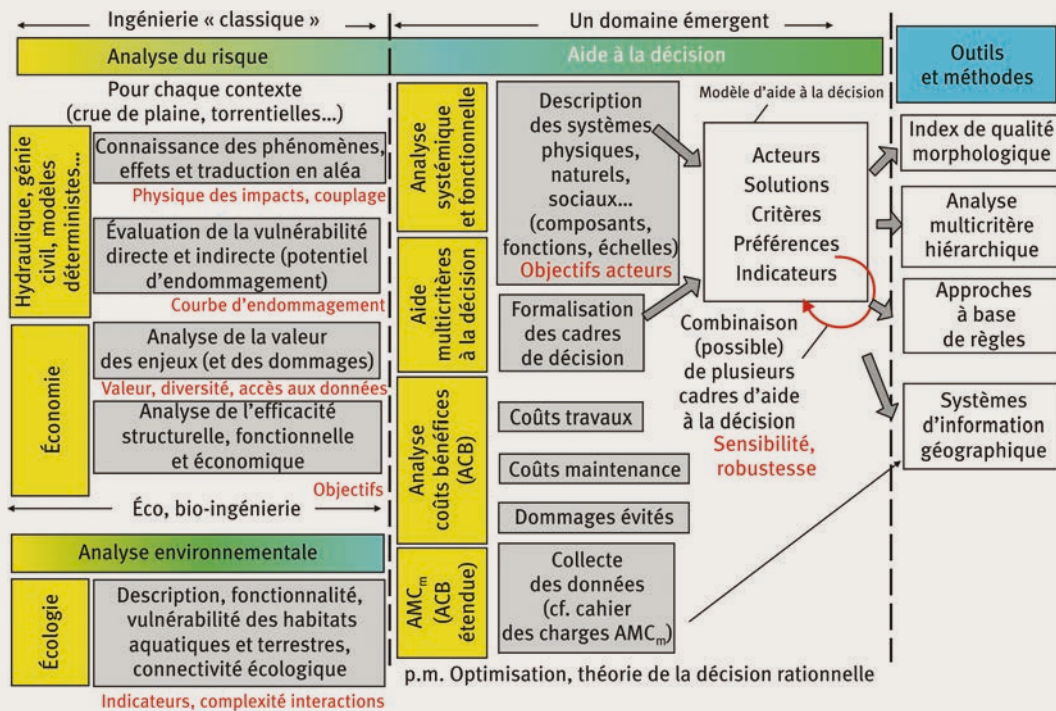 Ingénierie « classique »
Un domaine émergent
Analyse du risque
Aide à la décision
Outils
et méthodes
Pour chaque contexte
(crue de plaine, torrentielles...)
Hydraulique, génie
civil, modèles
déterministes...
Connaissance des phénomènes,
effets et traduction en aléa
Physique des impacts, couplage
Évaluation de la vulnérabilité
directe et indirecte (potentiel
d'endommagement)
Courbe d'endommagement
Économie
Analyse de la valeur
des enjeux (et des dommages)
Valeur, diversité, accès aux données
Analyse de l'efficacité
structurelle, fonctionnelle
et économique
Objectifs
Éco, bio-ingénierie
Analyse environnementale
Écologie
Description, fonctionnalité,
vulnérabilité des habitats
aquatiques et terrestres,
connectivité écologique
Indicateurs, complexité interactions
Analyse
systémique
et fonctionnelle
Description
des systèmes
physiques,
naturels,
sociaux...
(composants,
fonctions, échelles)
Objectifs acteurs
Aide
multicritères
à la décision
Formalisation
des cadres
de décision
Analyse
coûts bénéfices
(ACB)
Coûts travaux
Coûts maintenance
Dommages évités
AMCm
(ACB
étendue)
Collecte
des données
(cf. cahier
des charges AMCm)
p.m. Optimisation, théorie de la décision rationnelle
Modèle d'aide à la décision
Acteurs
Solutions
Critères
Préférences
Indicateurs
Combinaison
(possible)
de plusieurs
cadres d'aide
à la décision
Sensibilité,
robustesse
Index de qualité
morphologique
Analyse
multicritère
hiérarchique
Approches
à base
de règles
Systèmes
d'information
géographique